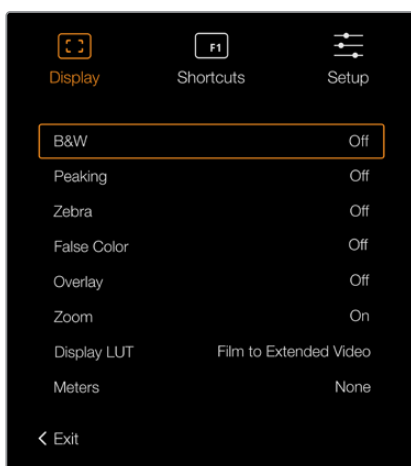 F1
Display Shortcuts Setup
B&W Off
Peaking Off
Zebra Off
False Color Off
Overlay Off
Zoom On
Display LUT Film to Extended Video
Meters None
Exit